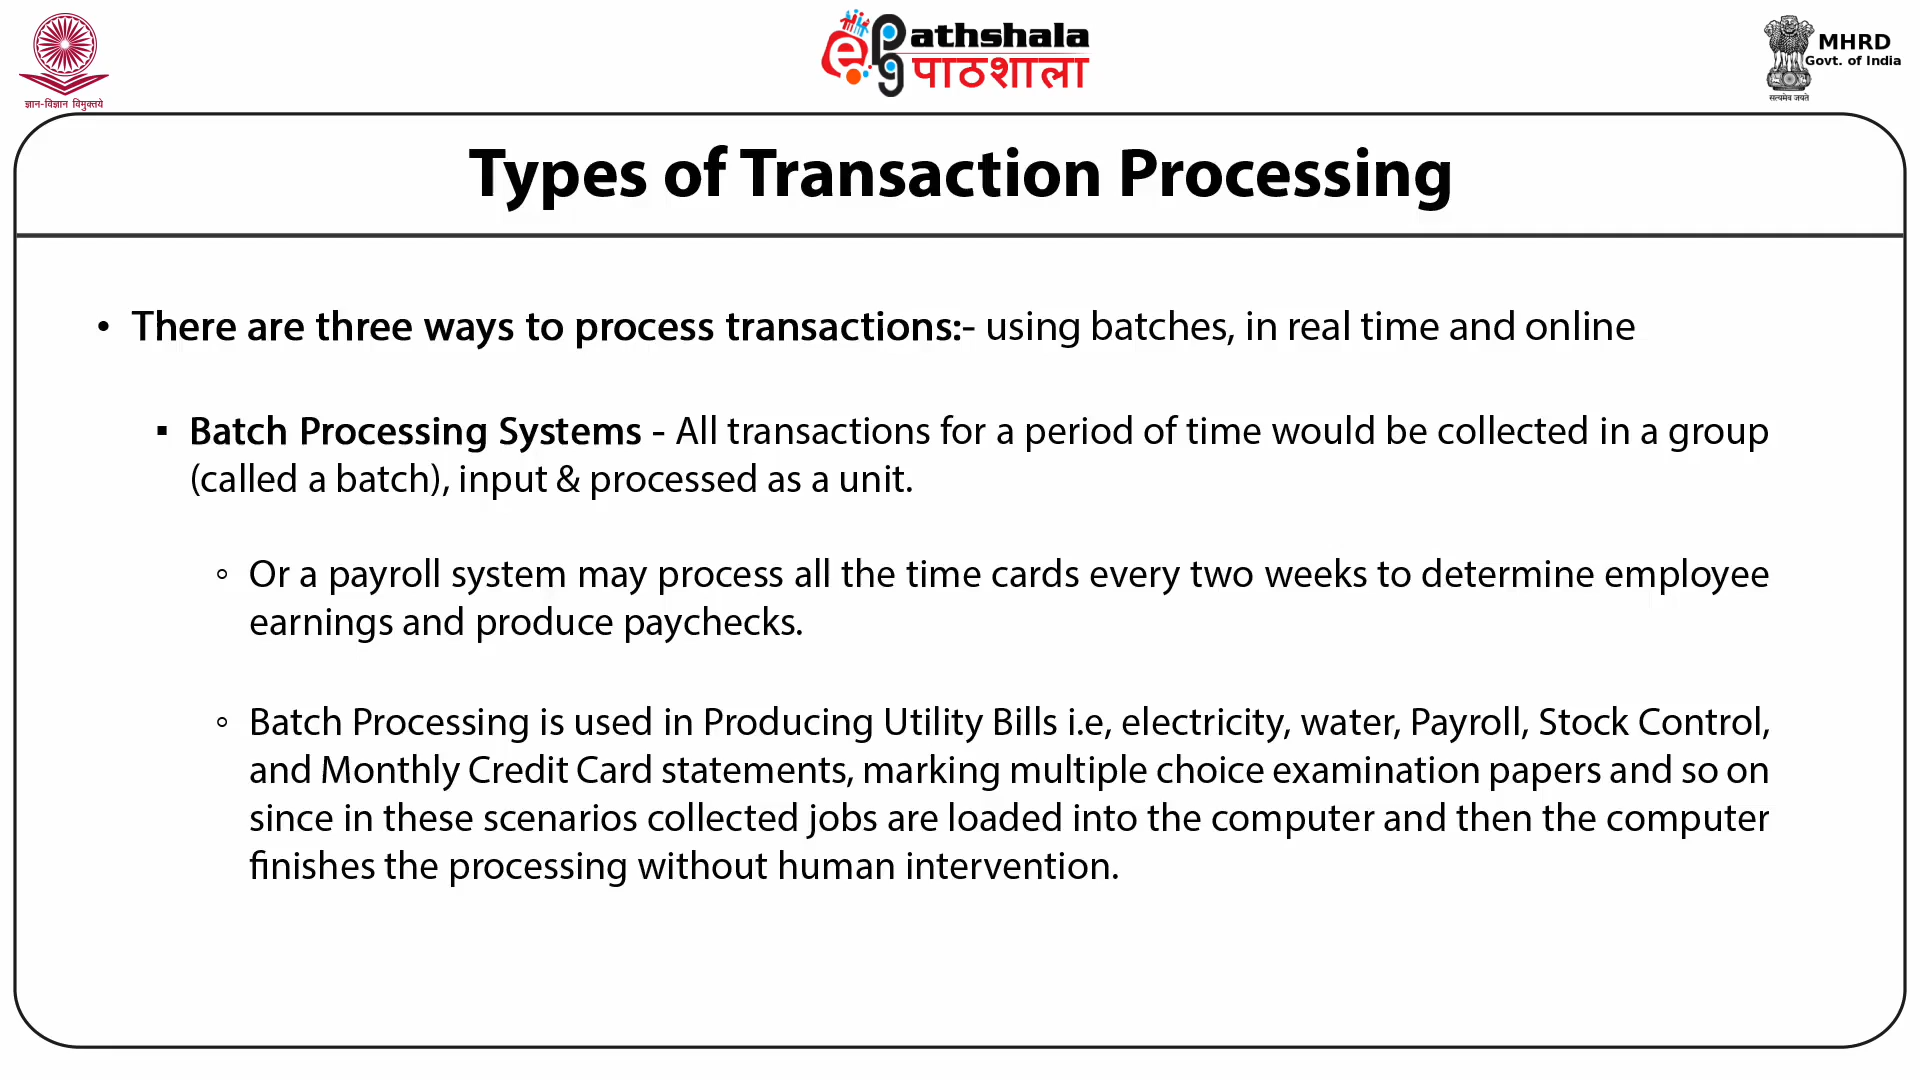 ज्ञान-विज्ञान विमुक्तये
ePathshala
पाठशाला
MHRD
Govt. of India
सत्यमेव जयते
Types of Transaction Processing
• There are three ways to process transactions:- using batches, in real time and online
▪ Batch Processing Systems - All transactions for a period of time would be collected in a group
(called a batch), input & processed as a unit.
◦ Or a payroll system may process all the time cards every two weeks to determine employee
earnings and produce paychecks.
◦ Batch Processing is used in Producing Utility Bills i.e, electricity, water, Payroll, Stock Control,
and Monthly Credit Card statements, marking multiple choice examination papers and so on
since in these scenarios collected jobs are loaded into the computer and then the computer
finishes the processing without human intervention.